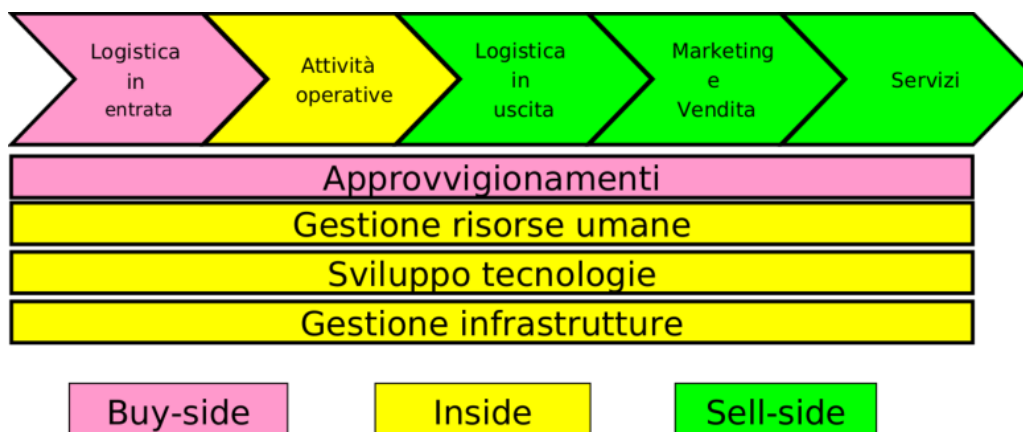 Logistica
in
entrata
Attività
operative
Logistica
in
uscita
Marketing
e
Vendita
Servizi
Approvvigionamenti
Gestione risorse umane
Sviluppo tecnologie
Gestione infrastrutture
Buy-side
Inside
Sell-side